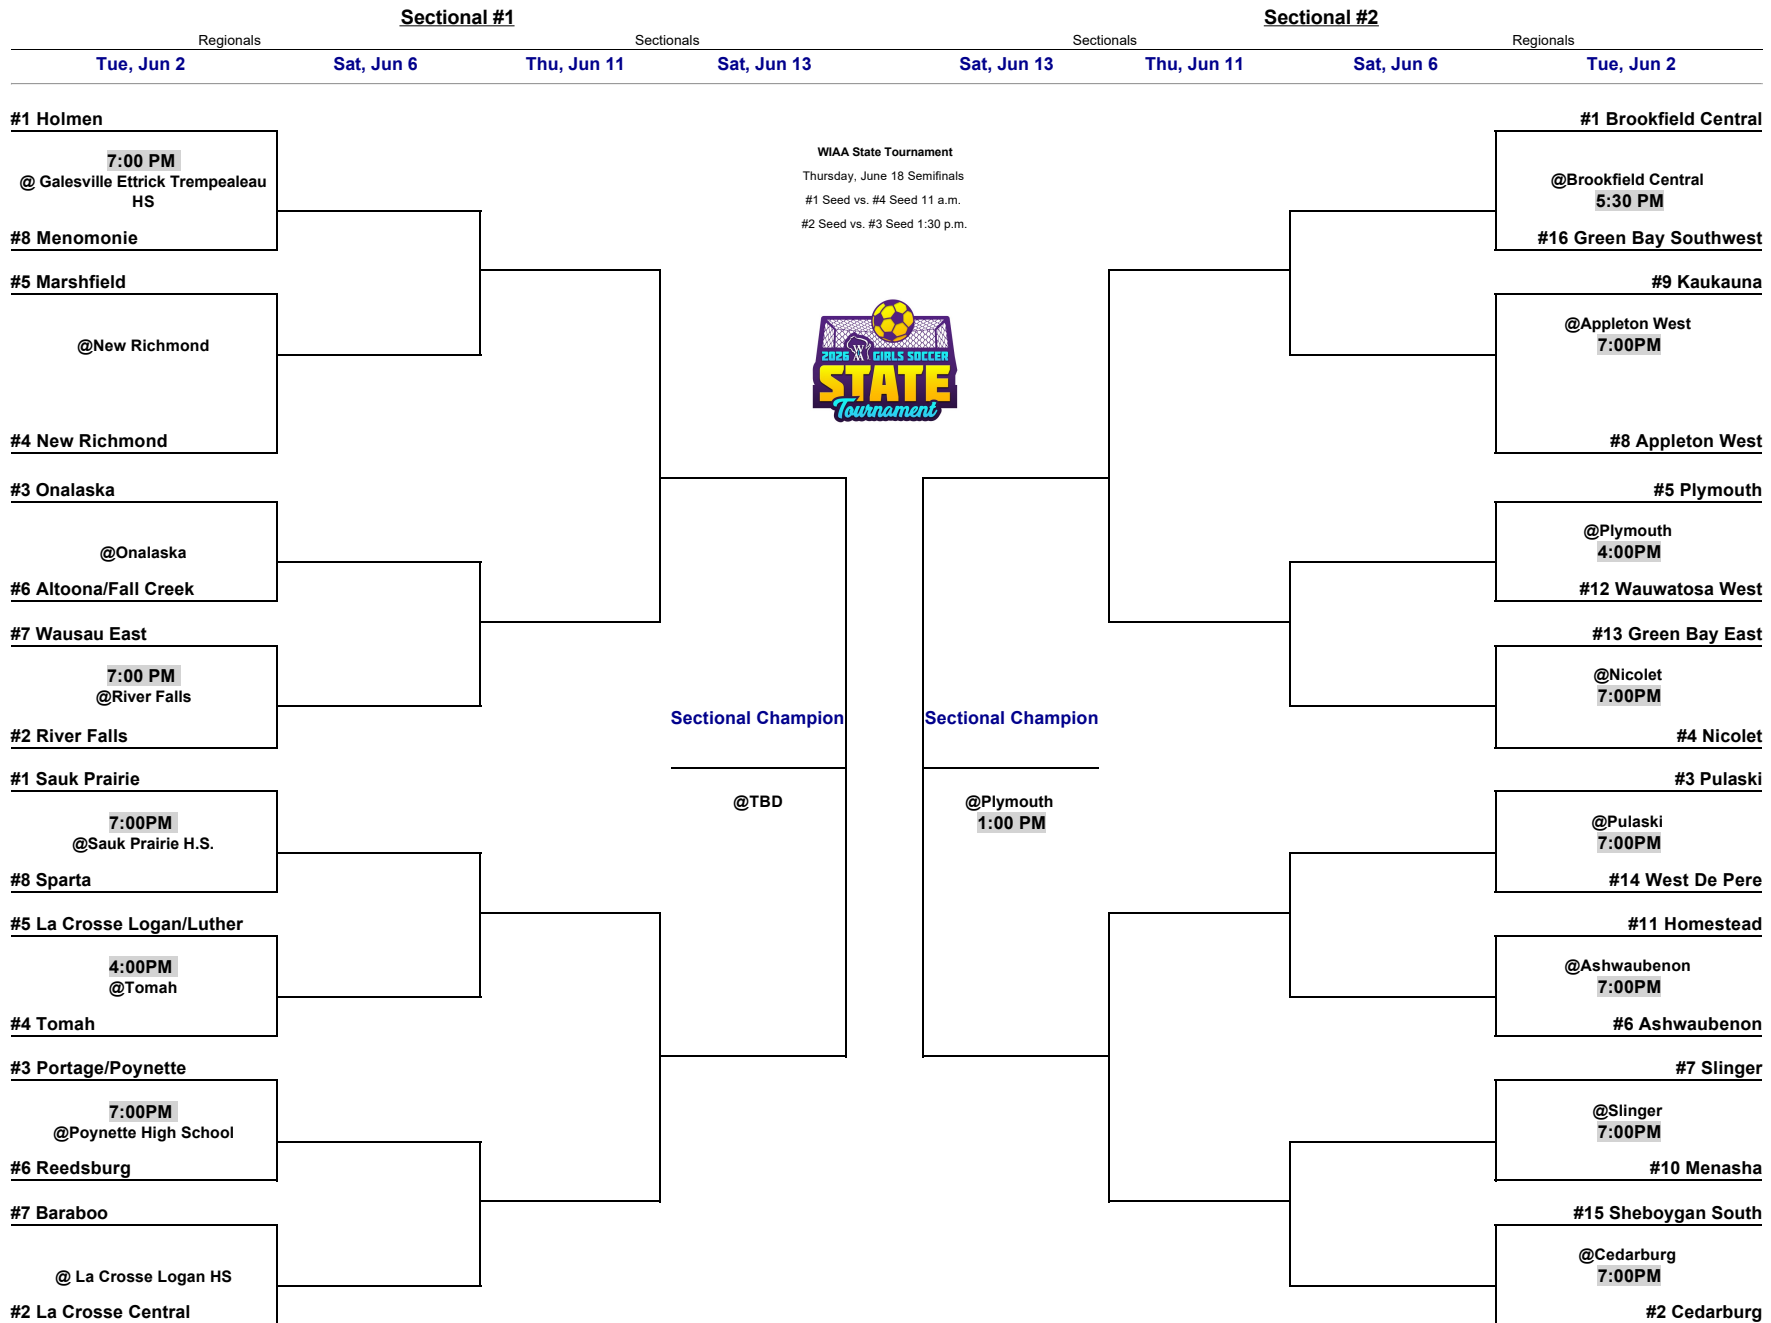 Sectional #1
Sectional #2
Regionals
Sectionals
Sectionals
Regionals
Tue, Jun 2
Sat, Jun 6
Thu, Jun 11
Sat, Jun 13
Sat, Jun 13
Thu, Jun 11
Sat, Jun 6
Tue, Jun 2
#1 Holmen
7:00 PM
@ Galesville Ettrick Trempealeau
HS
#8 Menomonie
#5 Marshfield
@New Richmond
#4 New Richmond
#3 Onalaska
@Onalaska
#6 Altoona/Fall Creek
#7 Wausau East
7:00 PM
@River Falls
#2 River Falls
#1 Sauk Prairie
7:00PM
@Sauk Prairie H.S.
#8 Sparta
#5 La Crosse Logan/Luther
4:00PM
@Tomah
#4 Tomah
#3 Portage/Poynette
7:00PM
@Poynette High School
#6 Reedsburg
#7 Baraboo
@ La Crosse Logan HS
#2 La Crosse Central
WIAA State Tournament
Thursday, June 18 Semifinals
#1 Seed vs. #4 Seed 11 a.m.
#2 Seed vs. #3 Seed 1:30 p.m.
2026 GIRLS SOCCER
STATE
Tournament
Sectional Champion
@TBD
Sectional Champion
@Plymouth
1:00 PM
#1 Brookfield Central
@Brookfield Central
5:30 PM
#16 Green Bay Southwest
#9 Kaukauna
@Appleton West
7:00PM
#8 Appleton West
#5 Plymouth
@Plymouth
4:00PM
#12 Wauwatosa West
#13 Green Bay East
@Nicolet
7:00PM
#4 Nicolet
#3 Pulaski
@Pulaski
7:00PM
#14 West De Pere
#11 Homestead
@Ashwaubenon
7:00PM
#6 Ashwaubenon
#7 Slinger
@Slinger
7:00PM
#10 Menasha
#15 Sheboygan South
@Cedarburg
7:00PM
#2 Cedarburg